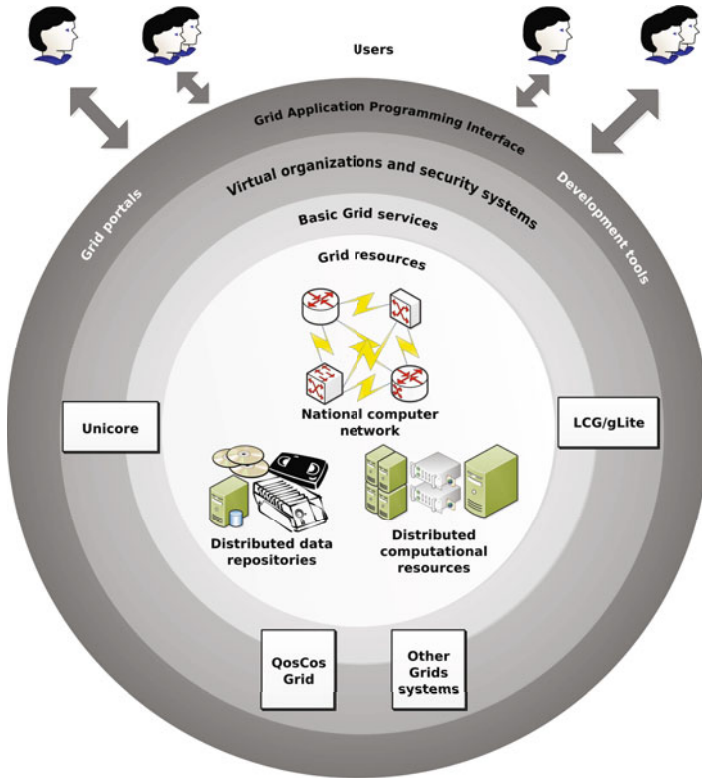 Users
Grid Application Programming Interface
Grid portals
Development tools
Virtual organizations and security systems
Basic Grid services
Grid resources
National computer
network
Unicore
LCG/gLite
Distributed data
repositories
Distributed
computational
resources
QosCos
Grid
Other
Grids
systems